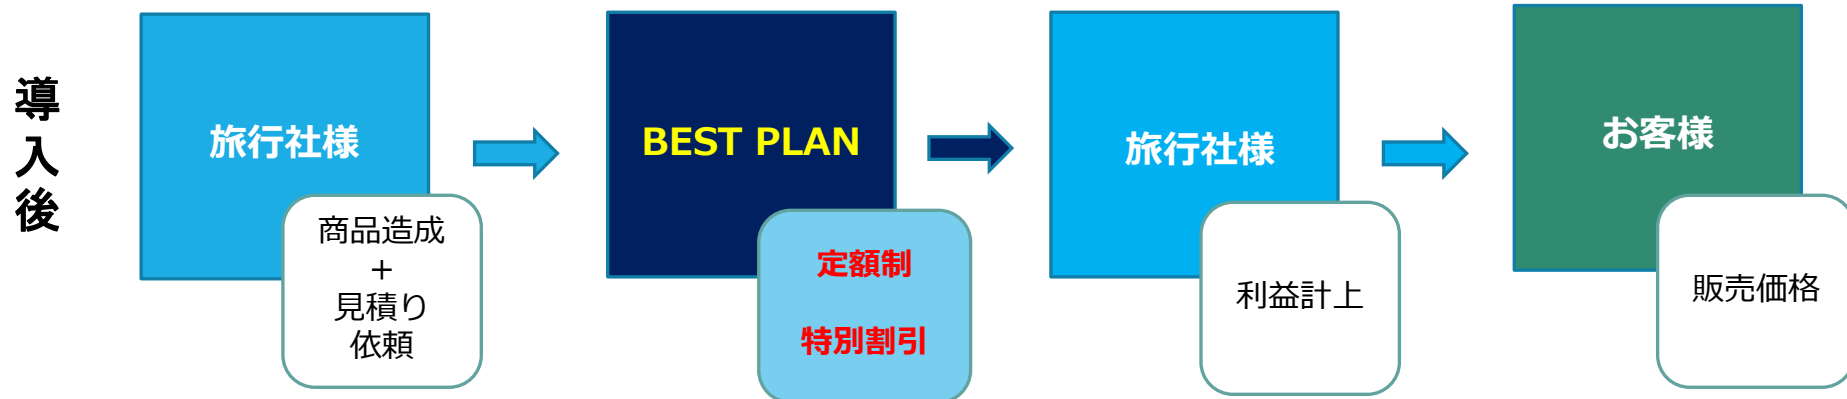 導入後
旅行社様
商品造成
+
見積り
依頼
BEST PLAN
定額制
特別割引
旅行社様
利益計上
お客様
販売価格